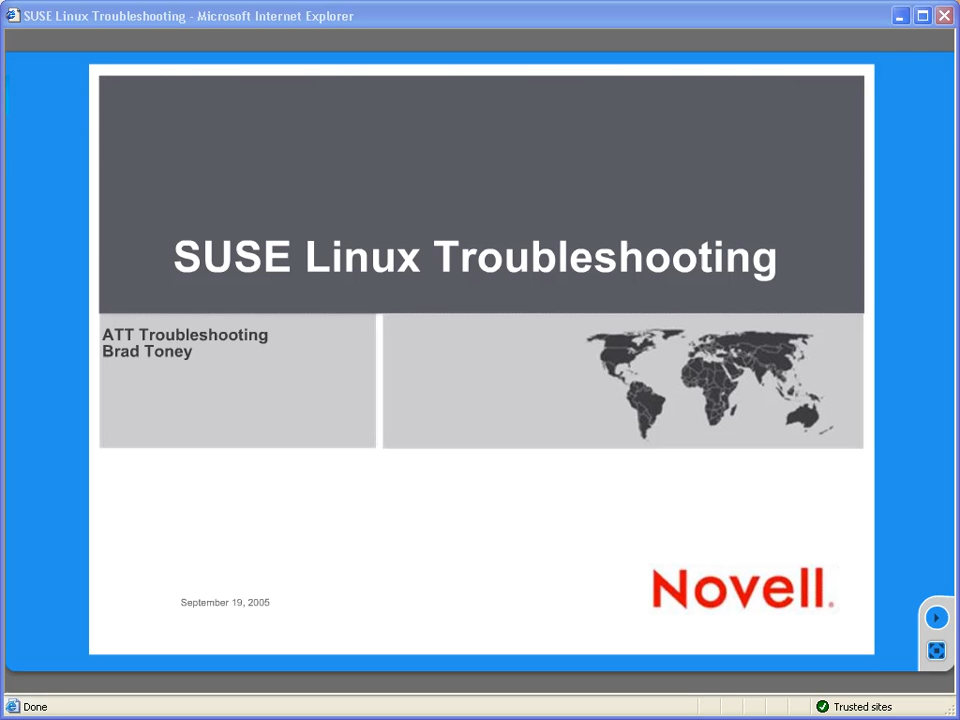 SUSE Linux Troubleshooting - Microsoft Internet Explorer
SUSE Linux Troubleshooting
ATT Troubleshooting
Brad Toney
September 19, 2005
Novell.
Done
Trusted sites